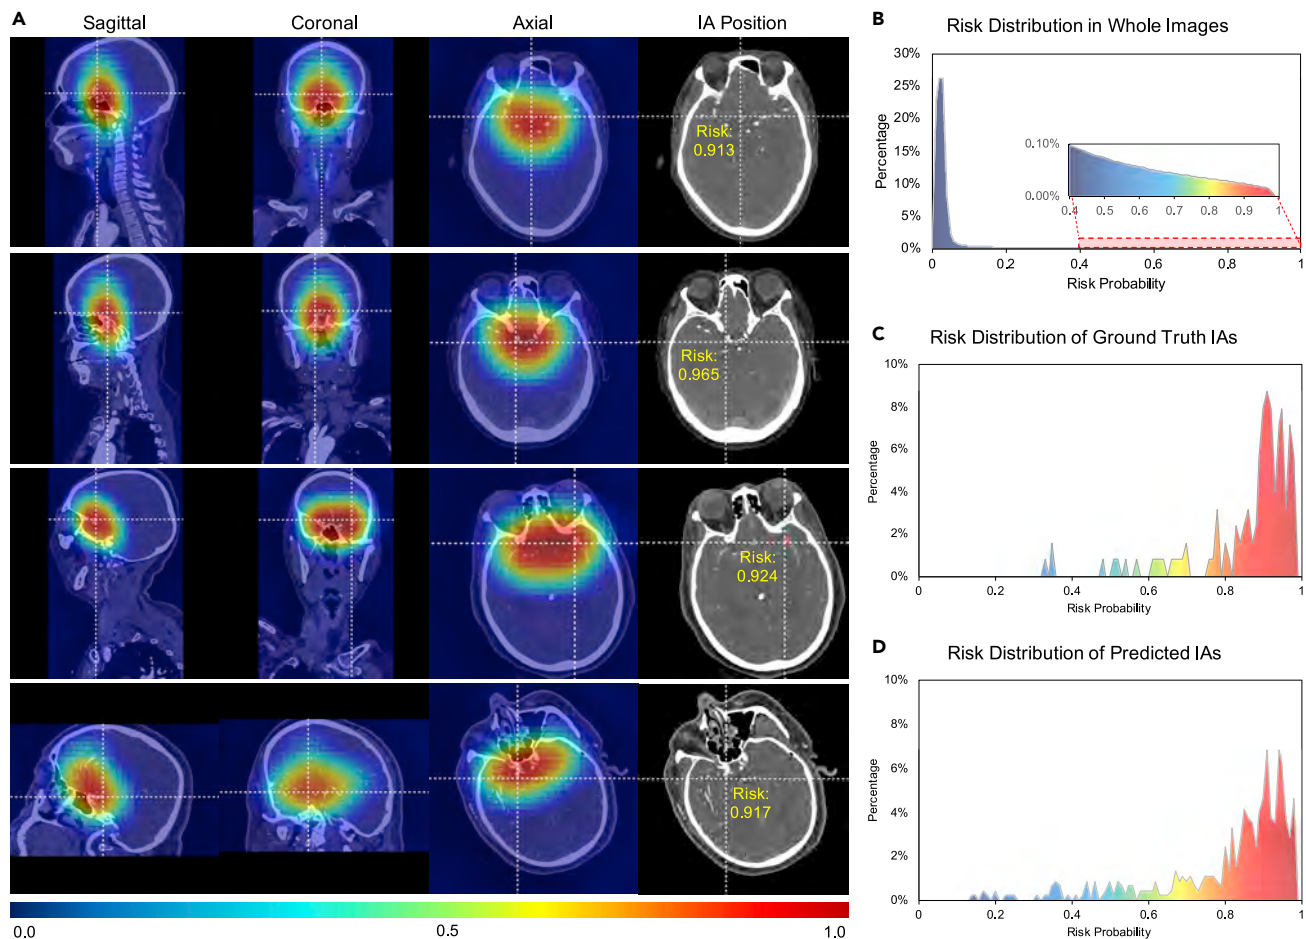 A
Sagittal
Coronal
Axial
IA Position
Risk:
0.913
Risk:
0.965
Risk:
0.924
Risk:
0.917
0.0
0.5
1.0
B
Risk Distribution in Whole Images
30%
25%
20%
15%
10%
5%
0%
Percentage
0.10%
0.00%
0.4 0.5 0.6 0.7 0.8 0.9 1
0 0.2 0.4 0.6 0.8 1
Risk Probability
C
Risk Distribution of Ground Truth IAs
10%
8%
6%
4%
2%
0%
Percentage
0 0.2 0.4 0.6 0.8 1
Risk Probability
D
Risk Distribution of Predicted IAs
10%
8%
6%
4%
2%
0%
Percentage
0 0.2 0.4 0.6 0.8 1
Risk Probability